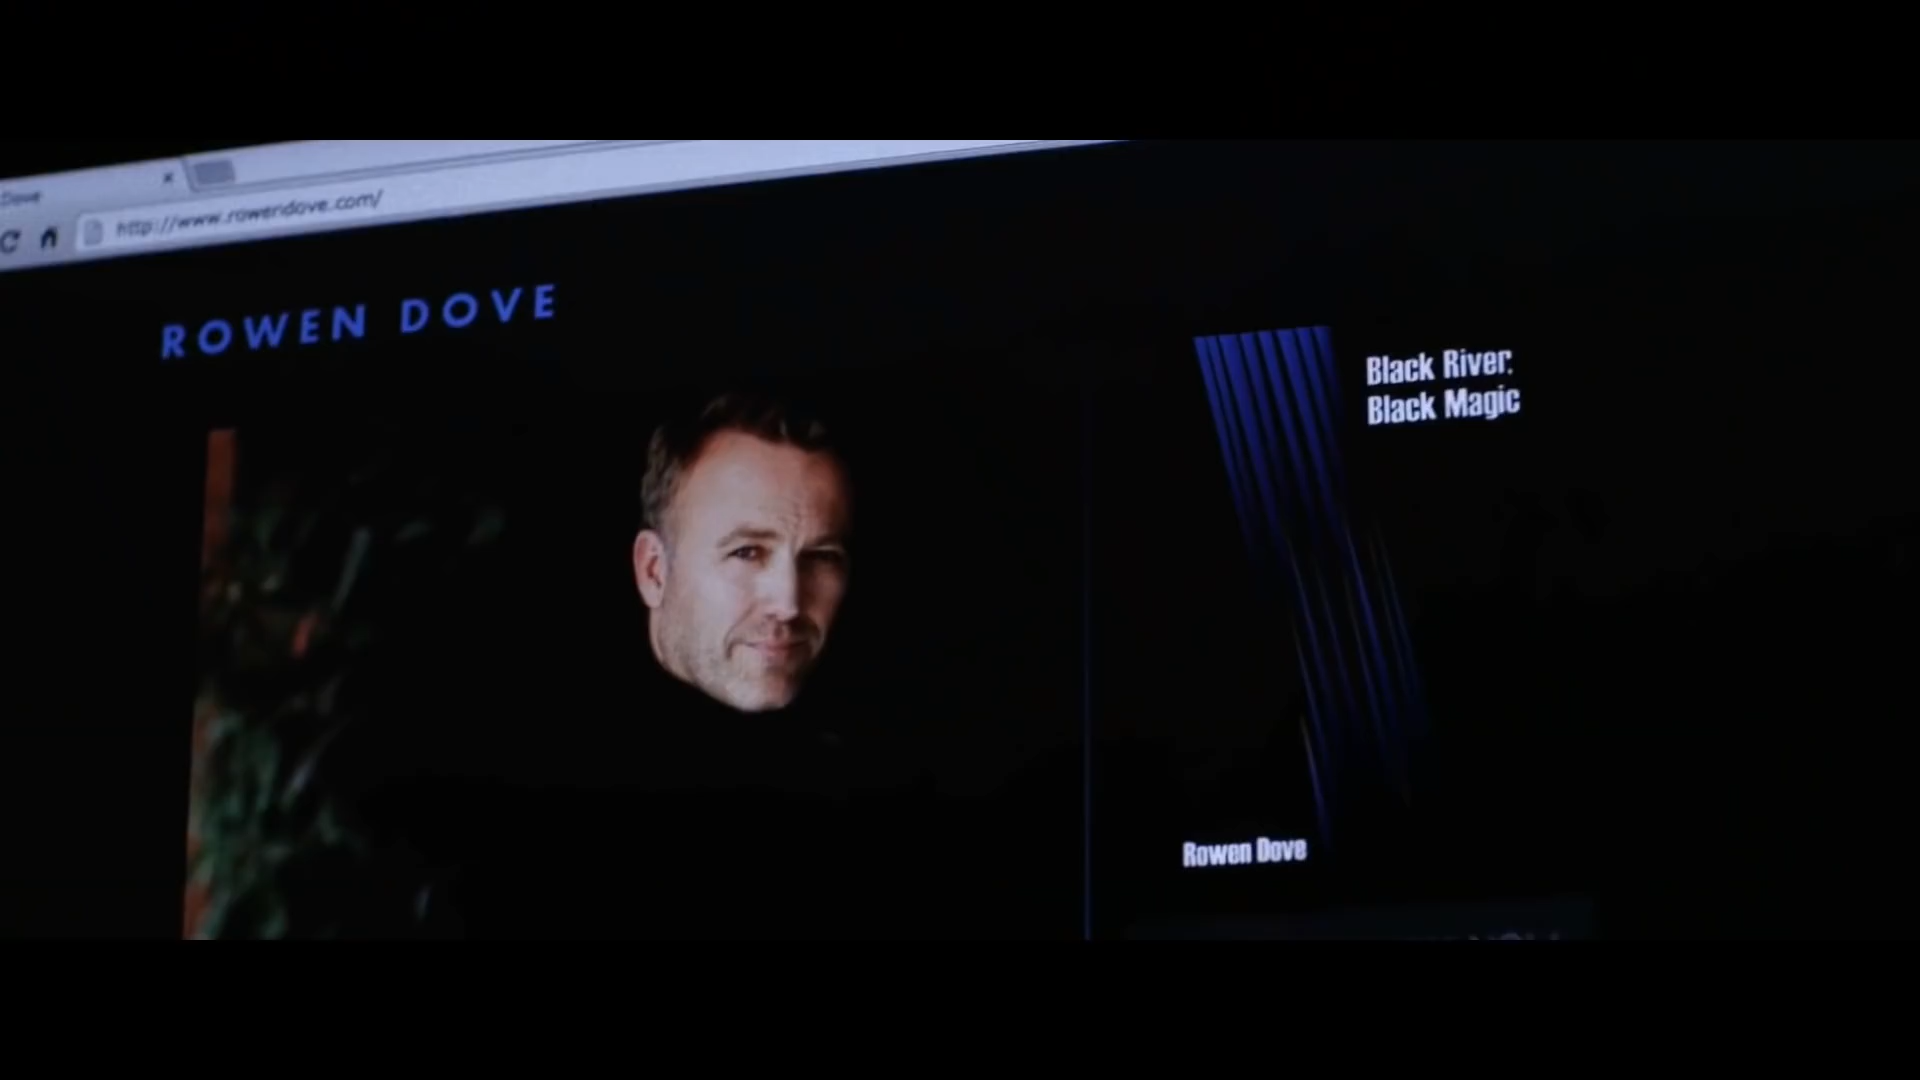 Dove
http://www.rowendove.com/
ROWEN DOVE
Black River:
Black Magic
Rowen Dove